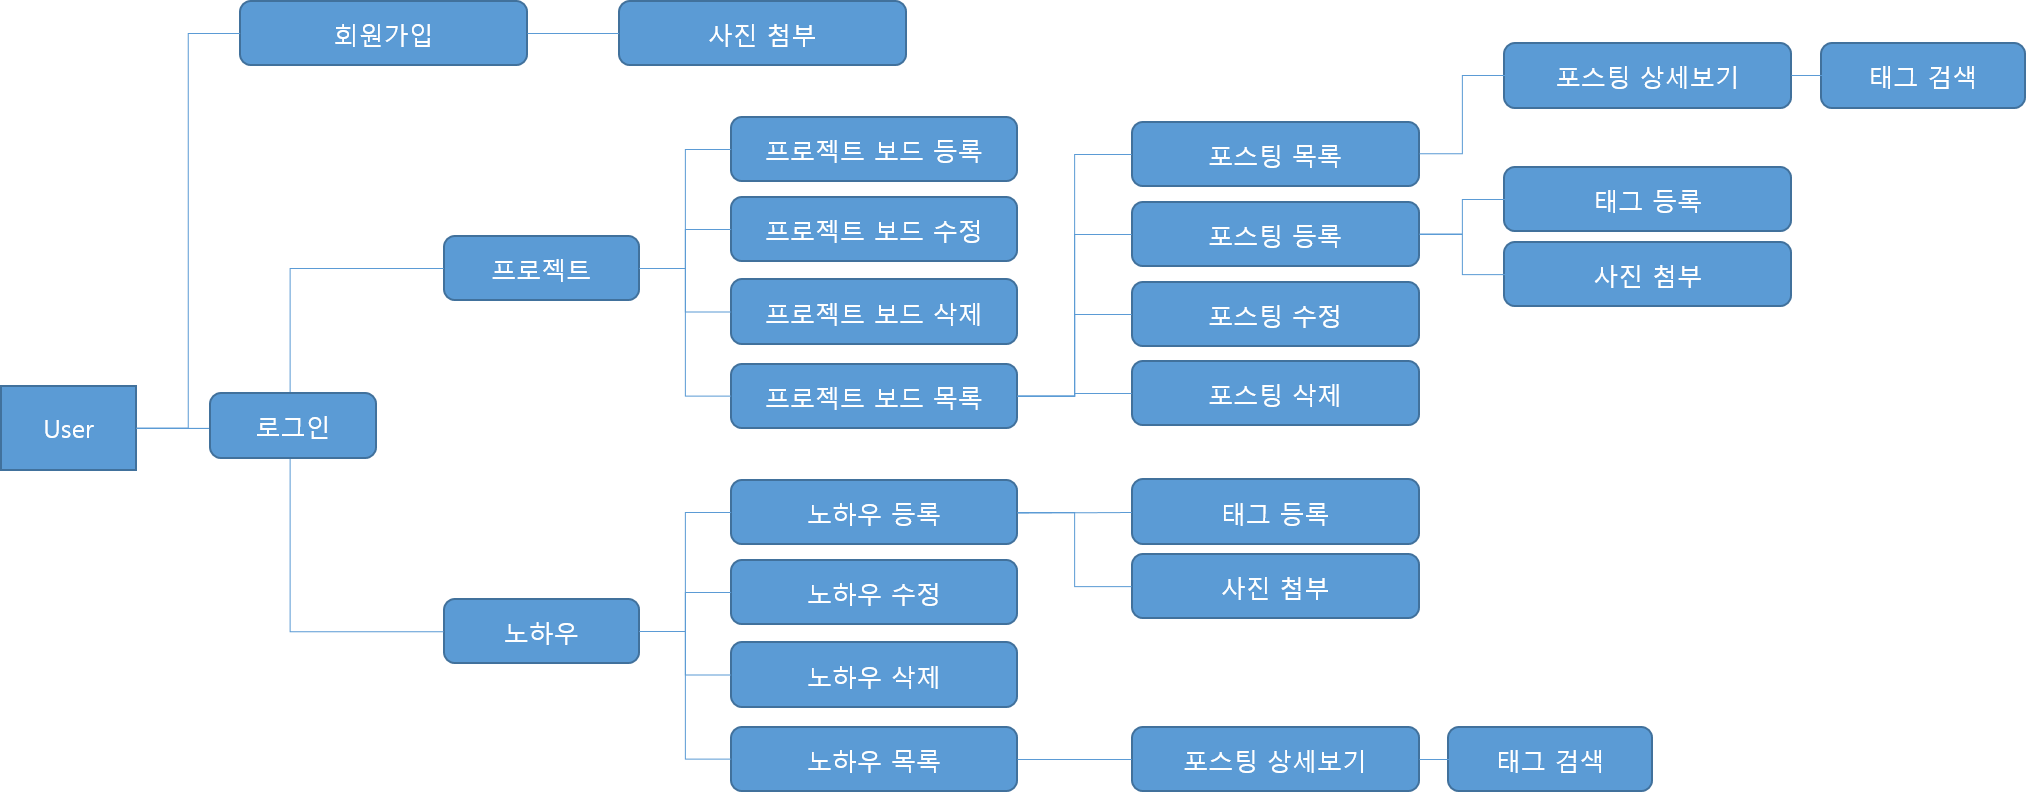 회원가입
사진 첨부
포스팅 상세보기
태그 검색
프로젝트 보드 등록
포스팅 목록
프로젝트 보드 수정
포스팅 등록
태그 등록
프로젝트
사진 첨부
프로젝트 보드 삭제
포스팅 수정
프로젝트 보드 목록
포스팅 삭제
User
로그인
노하우 등록
태그 등록
노하우 수정
사진 첨부
노하우
노하우 삭제
노하우 목록
포스팅 상세보기
태그 검색